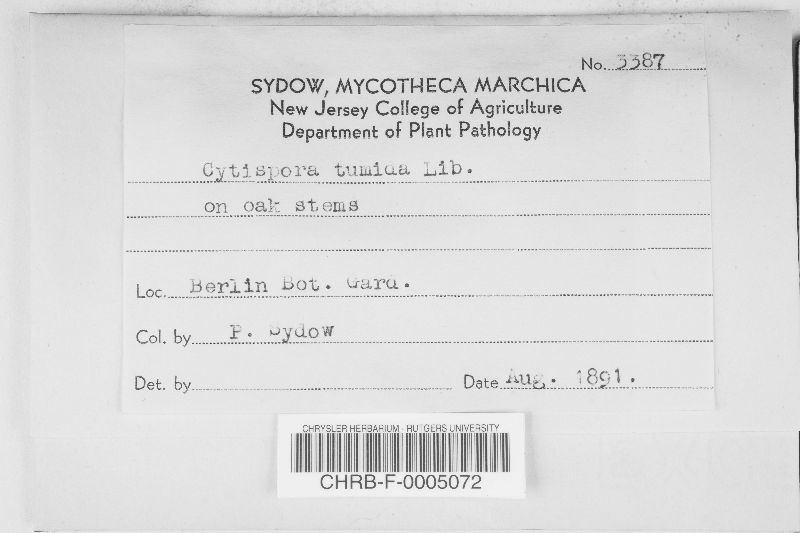 No. 3387
SYDOW, MYCOTHECA MARCHICA
New Jersey College of Agriculture
Department of Plant Pathology
Cytispora tumida Lib.
on oak stems
Loc. Berlin Bot. Gard.
Col. by P. Sydow
Det. by
Date Aug. 1891.
CHRYSLER HERBARIUM - RUTGERS UNIVERSITY
CHRB-F-0005072